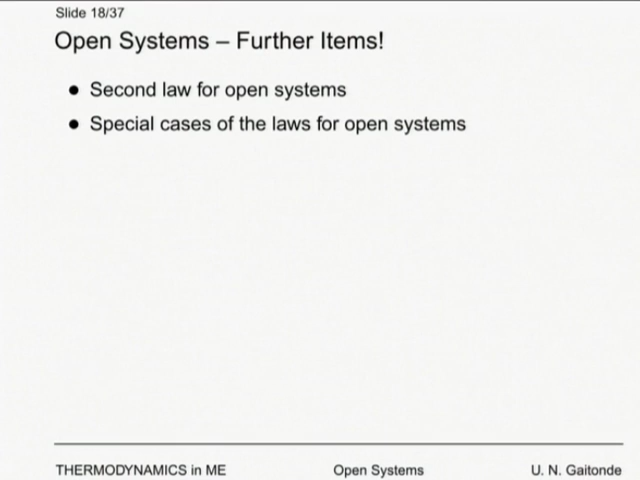 Slide 18/37
Open Systems – Further Items!
● Second law for open systems
● Special cases of the laws for open systems
THERMODYNAMICS in ME Open Systems U. N. Gaitonde